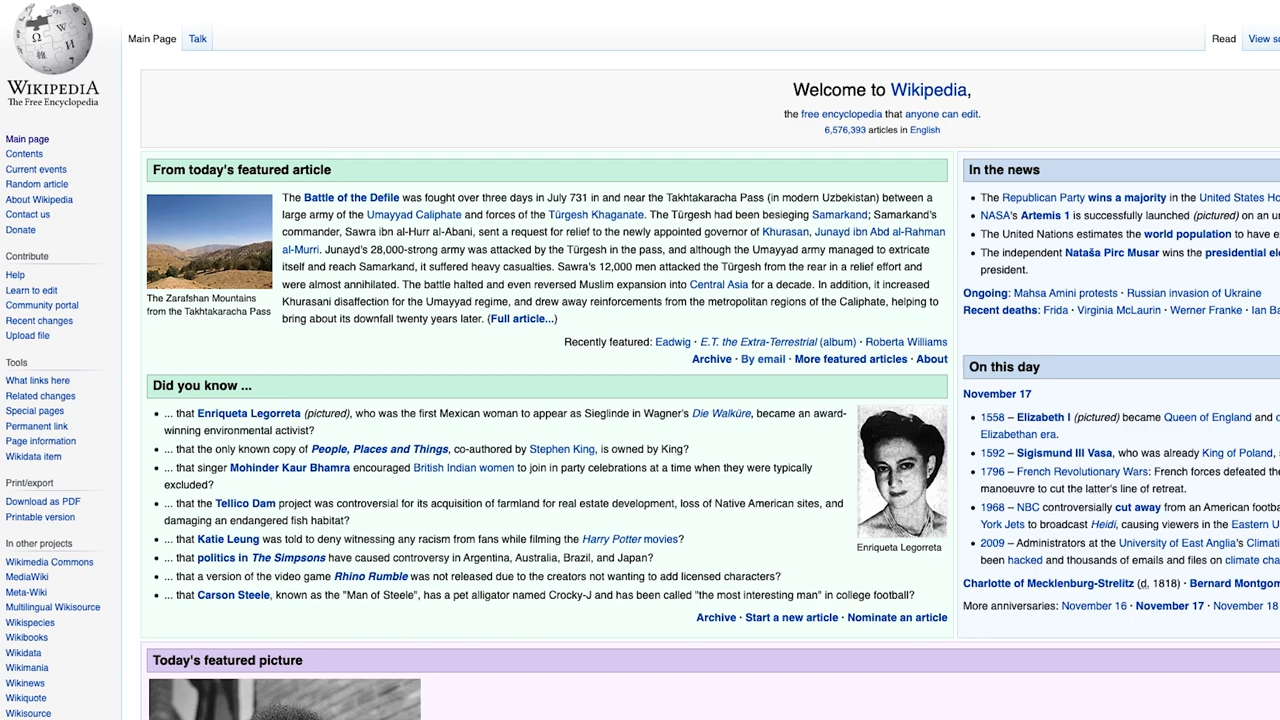 WIKIPEDIA
The Free Encyclopedia
Main page
Contents
Current events
Random article
About Wikipedia
Contact us
Donate
Contribute
Help
Learn to edit
Community portal
Recent changes
Upload file
Tools
What links here
Related changes
Special pages
Permanent link
Page information
Wikidata item
Print/export
Download as PDF
Printable version
In other projects
Wikimedia Commons
MediaWiki
Meta-Wiki
Multilingual Wikisource
Wikispecies
Wikibooks
Wikidata
Wikimania
Wikinews
Wikiquote
Wikisource
Main Page Talk
Read View
Welcome to Wikipedia,
the free encyclopedia that anyone can edit.
6,576,393 articles in English
From today's featured article
The Zarafshan Mountains
from the Takhtakaracha Pass
The Battle of the Defile was fought over three days in July 731 in and near the Takhtakaracha Pass (in modern Uzbekistan) between a
large army of the Umayyad Caliphate and forces of the Türgesh Khaganate. The Türgesh had been besieging Samarkand; Samarkand's
commander, Sawra ibn al-Hurr al-Abani, sent a request for relief to the newly appointed governor of Khurasan, Junayd ibn Abd al-Rahman
al-Murri. Junayd's 28,000-strong army was attacked by the Türgesh in the pass, and although the Umayyad army managed to extricate
itself and reach Samarkand, it suffered heavy casualties. Sawra's 12,000 men attacked the Türgesh from the rear in a relief effort and
were almost annihilated. The battle halted and even reversed Muslim expansion into Central Asia for a decade. In addition, it increased
Khurasani disaffection for the Umayyad regime, and drew away reinforcements from the metropolitan regions of the Caliphate, helping to
bring about its downfall twenty years later. (Full article...)
Recently featured: Eadwig · E.T. the Extra-Terrestrial (album) · Roberta Williams
Archive · By email · More featured articles · About
Did you know ...
... that Enriqueta Legorreta (pictured), who was the first Mexican woman to appear as Sieglinde in Wagner's Die Walküre, became an award-
winning environmental activist?
... that the only known copy of People, Places and Things, co-authored by Stephen King, is owned by King?
... that singer Mohinder Kaur Bhamra encouraged British Indian women to join in party celebrations at a time when they were typically
excluded?
... that the Tellico Dam project was controversial for its acquisition of farmland for real estate development, loss of Native American sites, and
damaging an endangered fish habitat?
... that Katie Leung was told to deny witnessing any racism from fans while filming the Harry Potter movies?
... that politics in The Simpsons have caused controversy in Argentina, Australia, Brazil, and Japan?
... that a version of the video game Rhino Rumble was not released due to the creators not wanting to add licensed characters?
... that Carson Steele, known as the "Man of Steele", has a pet alligator named Crocky-J and has been called "the most interesting man" in college football?
Enriqueta Legorreta
Archive · Start a new article · Nominate an article
In the news
The Republican Party wins a majority in the United States
NASA's Artemis 1 is successfully launched (pictured) on an
The United Nations estimates the world population to have
The independent Nataša Pirc Musar wins the presidential
president.
Ongoing: Mahsa Amini protests · Russian invasion of Ukraine
Recent deaths: Frida · Virginia McLaurin · Werner Franke · Ian
On this day
November 17
1558 – Elizabeth I (pictured) became Queen of England and
Elizabethan era.
1592 – Sigismund III Vasa, who was already King of Poland,
1796 – French Revolutionary Wars: French forces defeated the
manoeuvre to cut the latter's line of retreat.
1968 – NBC controversially cut away from an American
York Jets to broadcast Heidi, causing viewers in the Eastern
2009 – Administrators at the University of East Anglia's
been hacked and thousands of emails and files on climate
Charlotte of Mecklenburg-Strelitz (d. 1818) · Bernard
More anniversaries: November 16 · November 17 · November 18
Today's featured picture